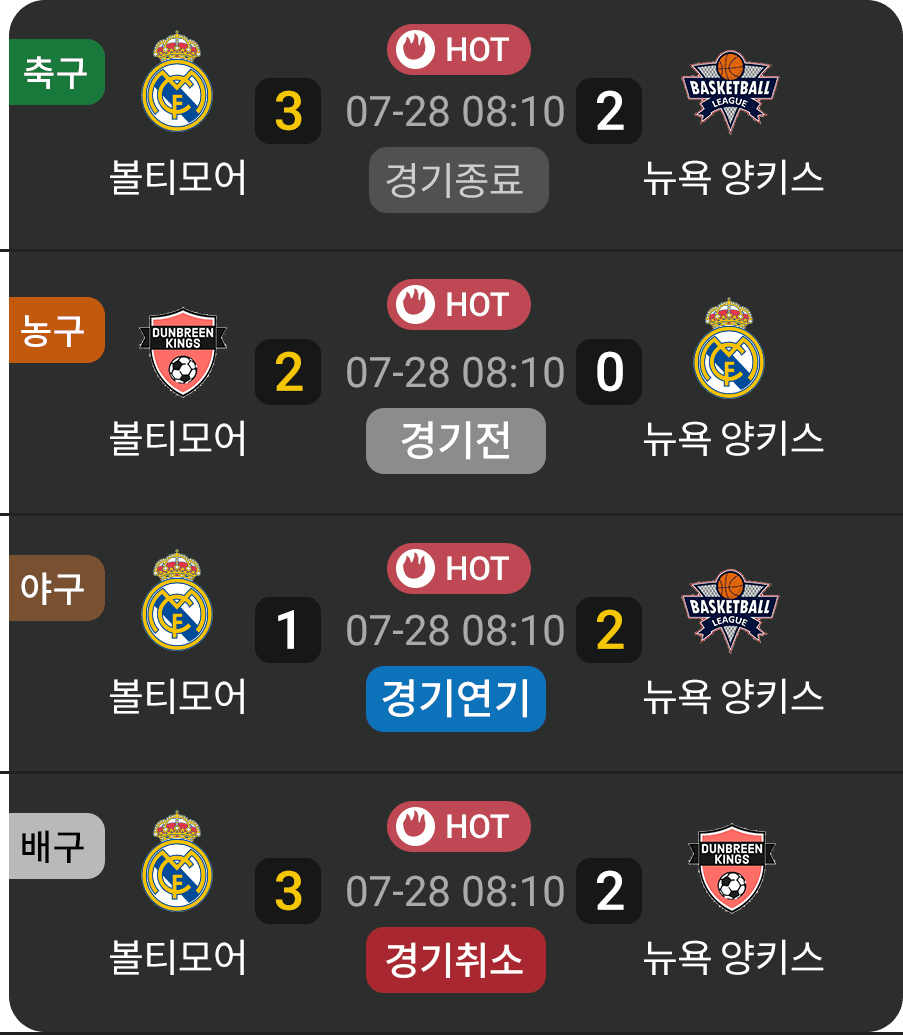 축구
HOT
3 07-28 08:10 2
BASKETBALL
LEAGUE
볼티모어 경기종료 뉴욕 양키스
농구
HOT
DUNBREEN
KINGS
2 07-28 08:10 0
볼티모어 경기전 뉴욕 양키스
야구
HOT
1 07-28 08:10 2
BASKETBALL
LEAGUE
볼티모어 경기연기 뉴욕 양키스
배구
HOT
3 07-28 08:10 2
DUNBREEN
KINGS
볼티모어 경기취소 뉴욕 양키스